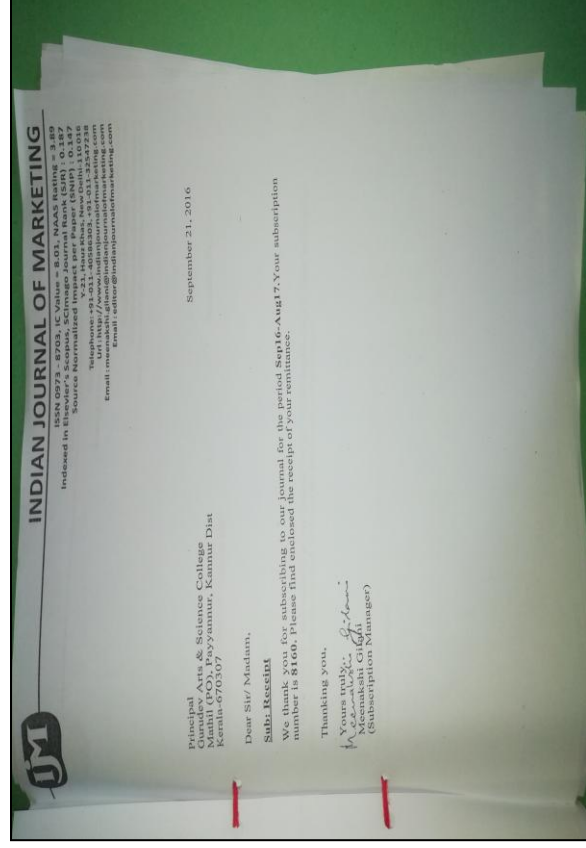 IJM
INDIAN JOURNAL OF MARKETING
ISSN 0973 - 8703, IC Value = 8.01, NAAS Rating = 3.89
Indexed in Elsevier's Scopus, SCImago Journal Rank (SJR) : 0.187
Source Normalized Impact per Paper (SNIP) : 0.147
Y-21, Hauz Khas, New Delhi-110 016
Telephone: +91-011-40586303, +91-011-32547238
Url : http://www.indianjournalofmarketing.com
Email : meenakshi.gilani@indianjournalofmarketing.com
Email : editor@indianjournalofmarketing.com
September 21, 2016
Principal
Gurudev Arts & Science College
Mathil (PO), Payyannur, Kannur Dist
Kerala-670307
Dear Sir/ Madam,
Sub: Receipt
We thank you for subscribing to our journal for the period Sep16-Aug17. Your subscription
number is 8160. Please find enclosed the receipt of your remittance.
Thanking you,
Yours truly,
Meenakshi Gilani
Meenakshi Gilani
(Subscription Manager)